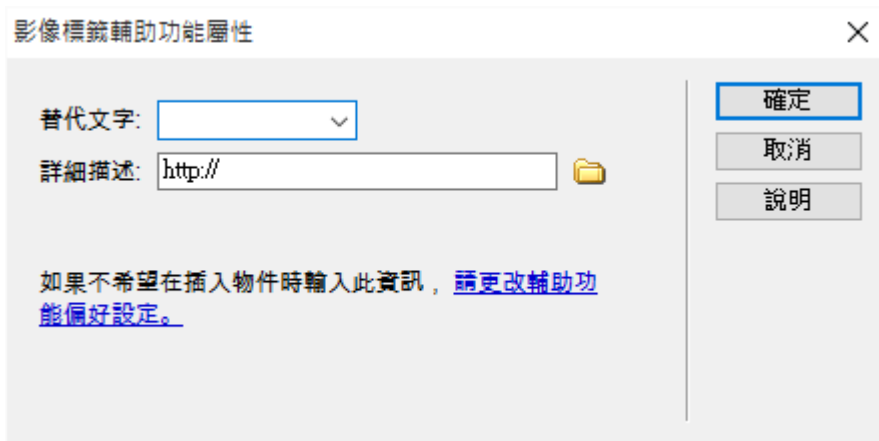 影像標籤輔助功能屬性
替代文字:
詳細描述: http://
如果不希望在插入物件時輸入此資訊，請更改輔助功
能偏好設定。
確定
取消
說明